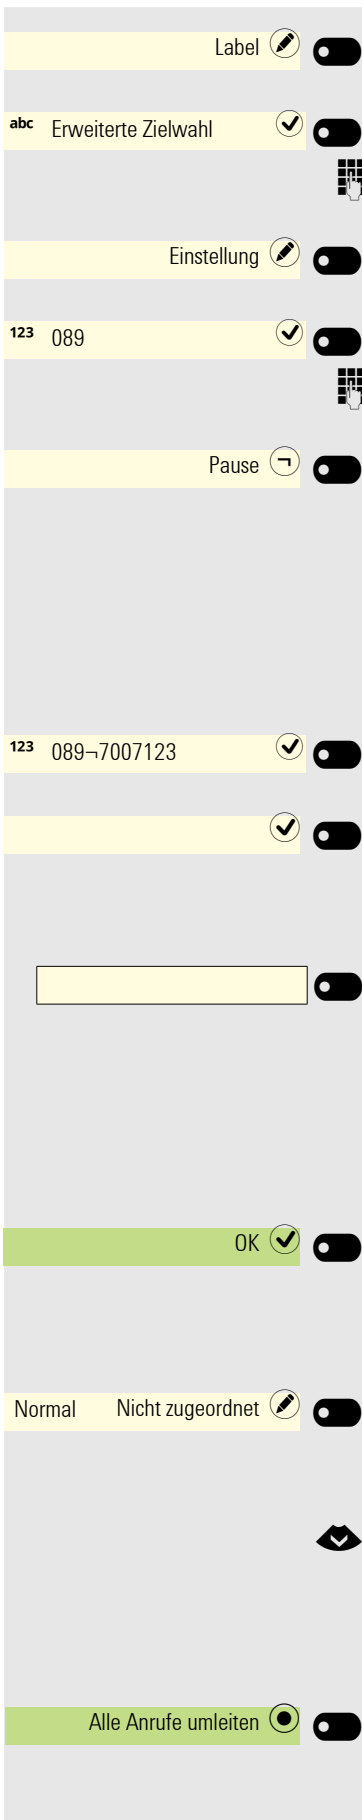 Label
abc Erweiterte Zielwahl
Einstellung
123 089
Pause ¬
123 089¬7007123
OK
Normal Nicht zugeordnet
Alle Anrufe umleiten